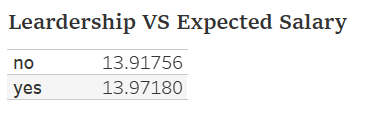 Leardership VS Expected Salary
no 13.91756
yes 13.97180